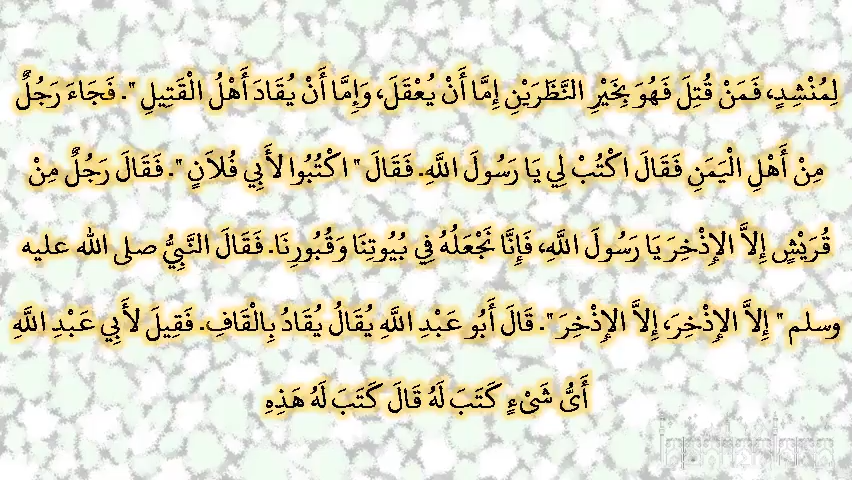 لِمُنْشِدٍ، فَمَنْ قُتِلَ فَهُوَ بِخَيْرِ النَّظَرَيْنِ إِمَّا أَنْ يُعْقَلَ، وَإِمَّا أَنْ يُقَادَ أَهْلُ الْقَتِيلِ ". فَجَاءَ رَجُلٌ
مِنْ أَهْلِ الْيَمَنِ فَقَالَ اكْتُبْ لِي يَا رَسُولَ اللَّهِ. فَقَالَ " اكْتُبُوا لأَبِي فُلاَنٍ ". فَقَالَ رَجُلٌ مِنْ
قُرَيْشٍ إِلاَّ الإِذْخِرَ يَا رَسُولَ اللَّهِ، فَإِنَّا نَجْعَلُهُ فِي بُيُوتِنَا وَقُبُورِنَا. فَقَالَ النَّبِيُّ صلى الله عليه
وسلم " إِلاَّ الإِذْخِرَ، إِلاَّ الإِذْخِرَ ". قَالَ أَبُو عَبْدِ اللَّهِ يُقَالُ يُقَادُ بِالْقَافِ. فَقِيلَ لأَبِي عَبْدِ اللَّهِ
أَىُّ شَىْءٍ كَتَبَ لَهُ قَالَ كَتَبَ لَهُ هَذِهِ